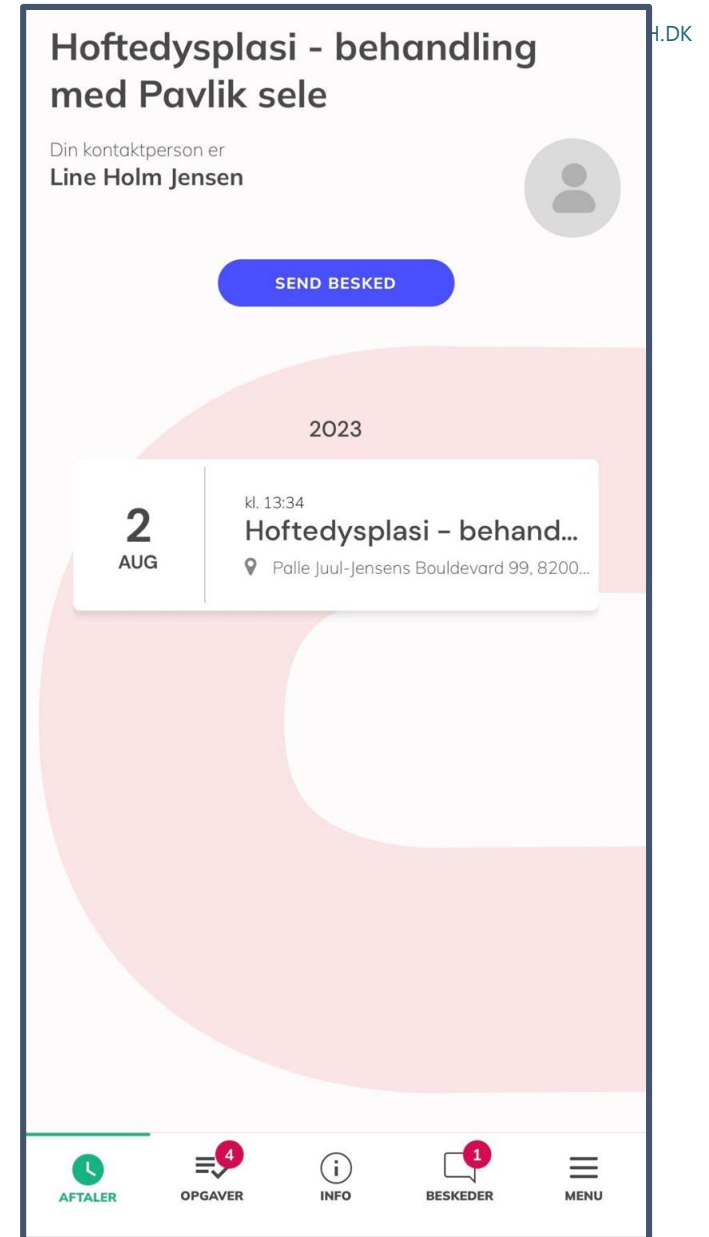 H.DK
Hoftedysplasi - behandling
med Pavlik sele
Din kontaktperson er
Line Holm Jensen
SEND BESKED
2023
2
AUG
kl. 13:34
Hoftedysplasi – behand...
Palle Juul-Jensens Bouldevard 99, 8200...
4
1
AFTALER
OPGAVER
INFO
BESKEDER
MENU